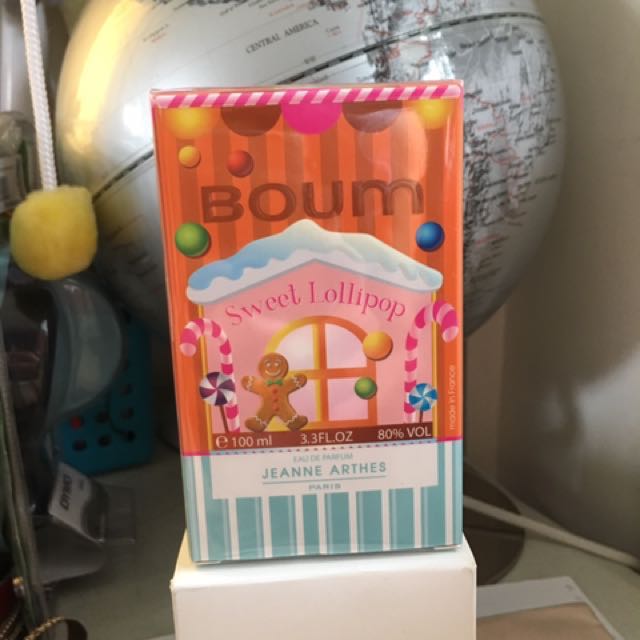 CENTRAL AMERICA
BOUM
Sweet Lollipop
made in France
e 100 ml 3.3FL.OZ 80% VOL
EAU DE PARFUM
JEANNE ARTHES
PARIS
DYMO